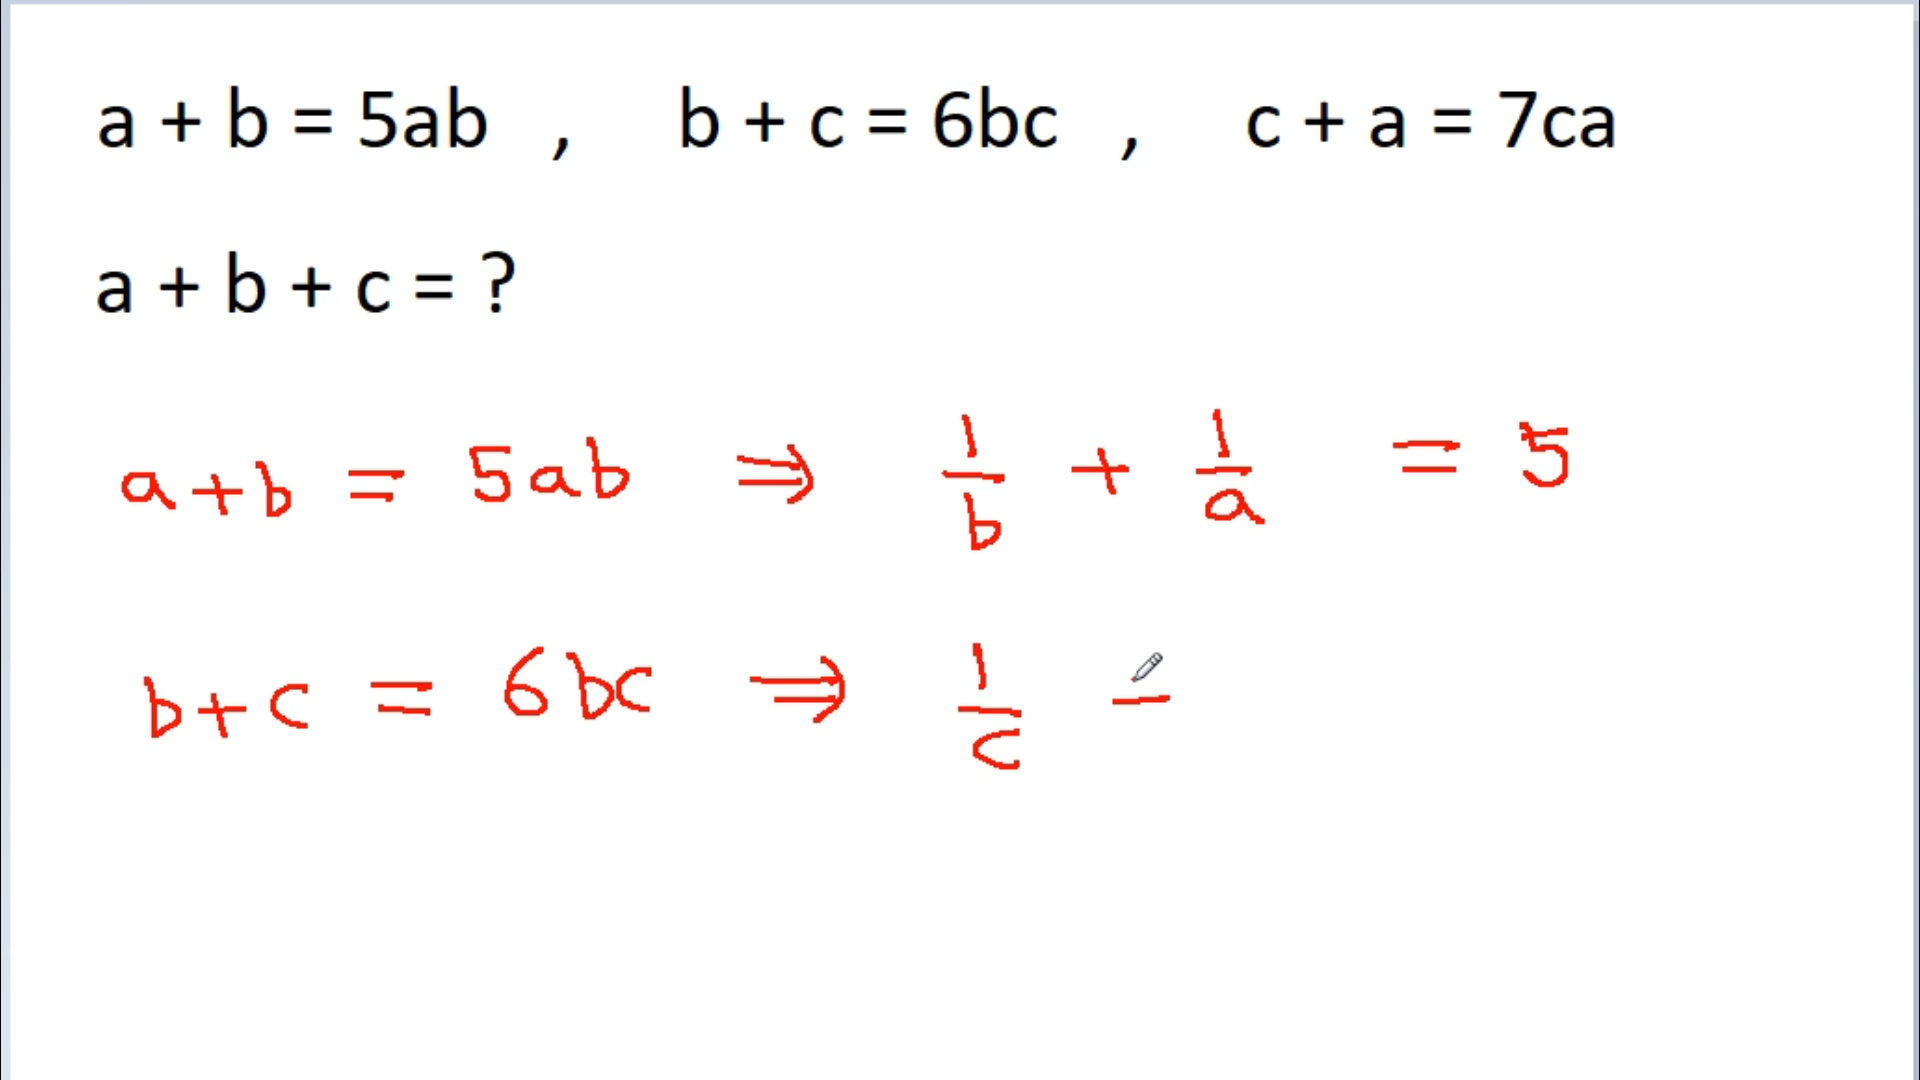 a + b = 5ab , b + c = 6bc , c + a = 7ca
a + b + c = ?
a+b = 5ab ⇒ 1/b + 1/a = 5
b+c = 6bc ⇒ 1/c −